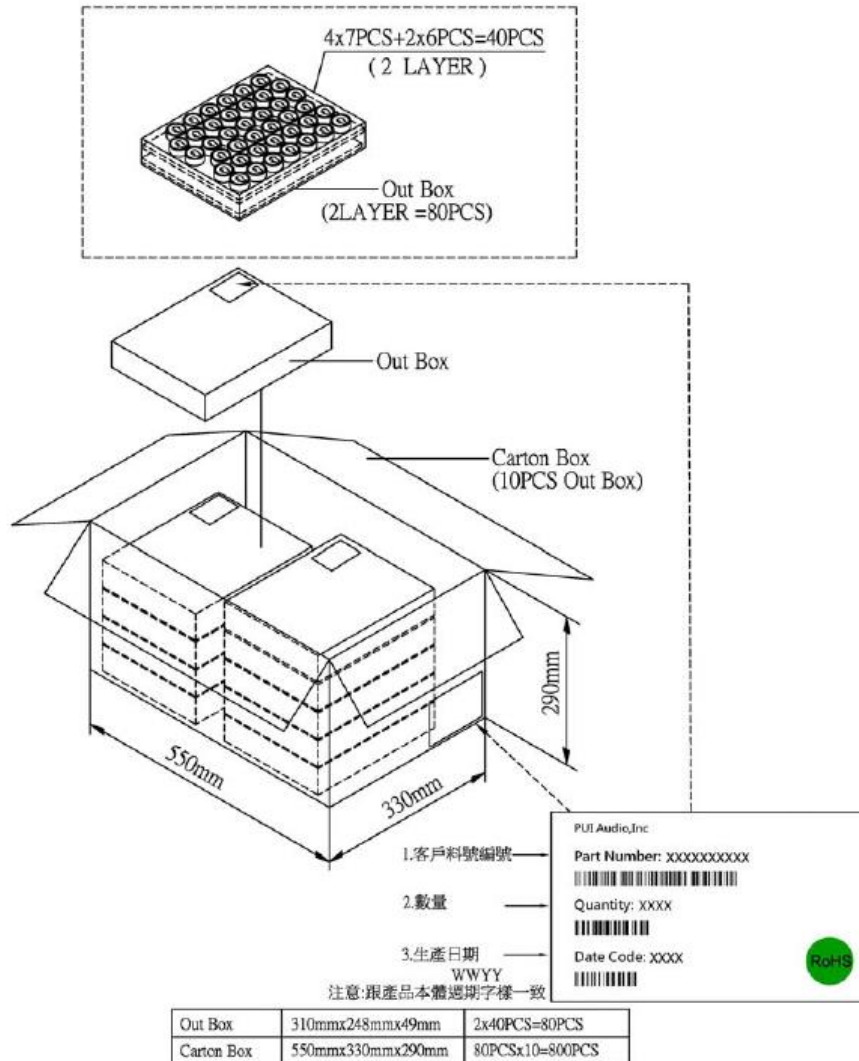 4x7PCS+2x6PCS=40PCS
( 2 LAYER )
Out Box
(2LAYER =80PCS)
Out Box
Carton Box
(10PCS Out Box)
290mm
550mm
330mm
PUI Audio,Inc
1.客戶料號編號
Part Number: XXXXXXXXXX
2.數量
Quantity: XXXX
3.生產日期
WWYY
Date Code: XXXX
RoHS
注意:跟產品本體週期字樣一致
Out Box 310mmx248mmx49mm 2x40PCS=80PCS
Carton Box 550mmx330mmx290mm 80PCSx10=800PCS